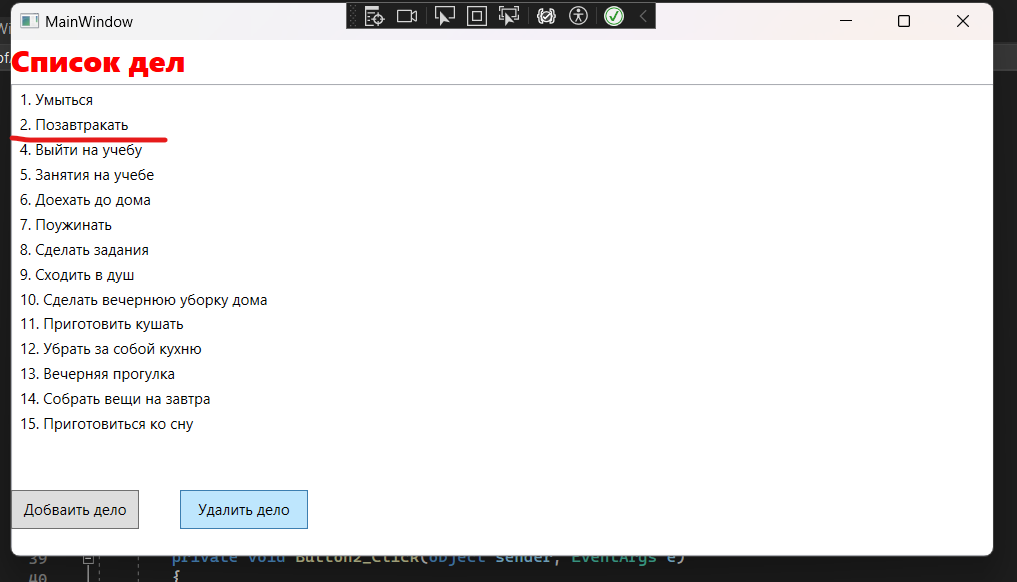 MainWindow
Список дел
1. Умыться
2. Позавтракать
4. Выйти на учебу
5. Занятия на учебе
6. Доехать до дома
7. Поужинать
8. Сделать задания
9. Сходить в душ
10. Сделать вечернюю уборку дома
11. Приготовить кушать
12. Убрать за собой кухню
13. Вечерняя прогулка
14. Собрать вещи на завтра
15. Приготовиться ко сну
Добваить дело
Удалить дело
39 private void Button2_Click(object sender, EventArgs e)
40 {